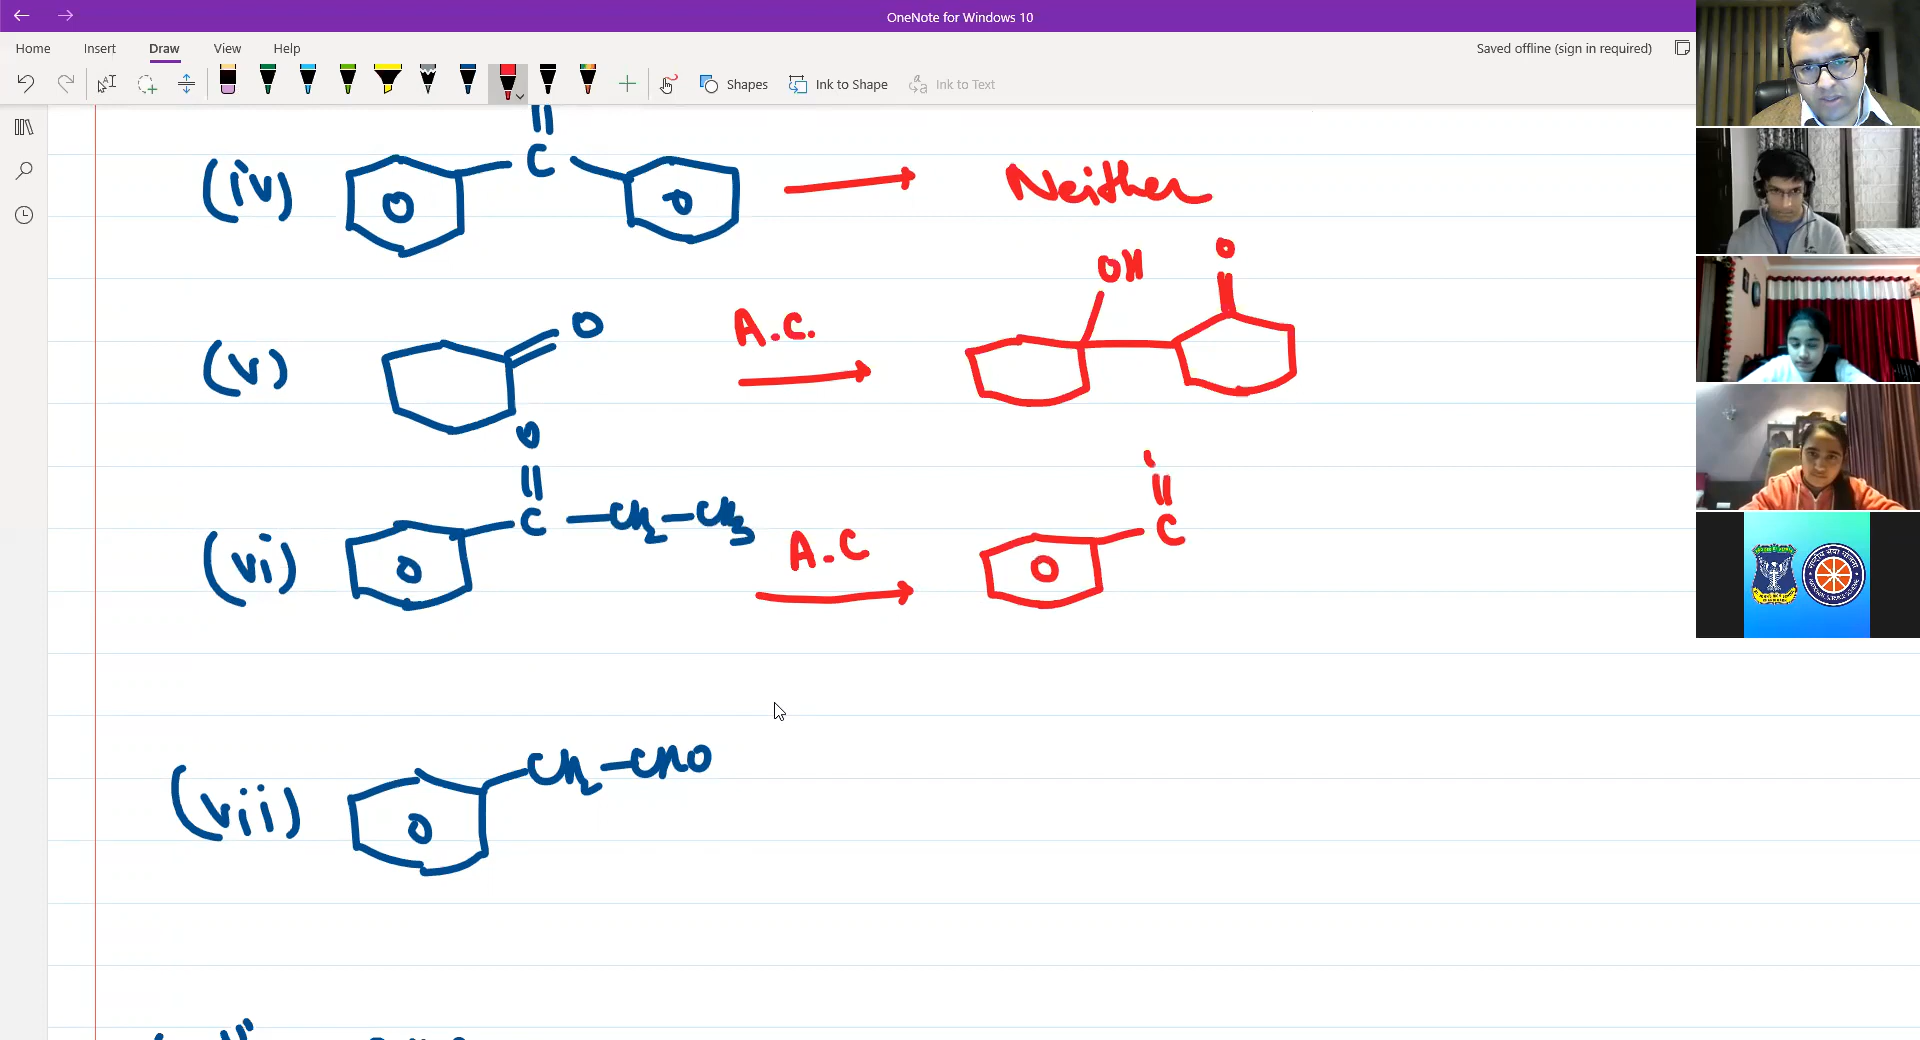 OneNote for Windows 10
Home Insert Draw View Help
Saved offline (sign in required)
Shapes Ink to Shape Ink to Text
(iv) C Neither
OH O
(v) O A.C.
O
(vi) C -CH2-CH3 A.C C
(vii) CH2-CHO